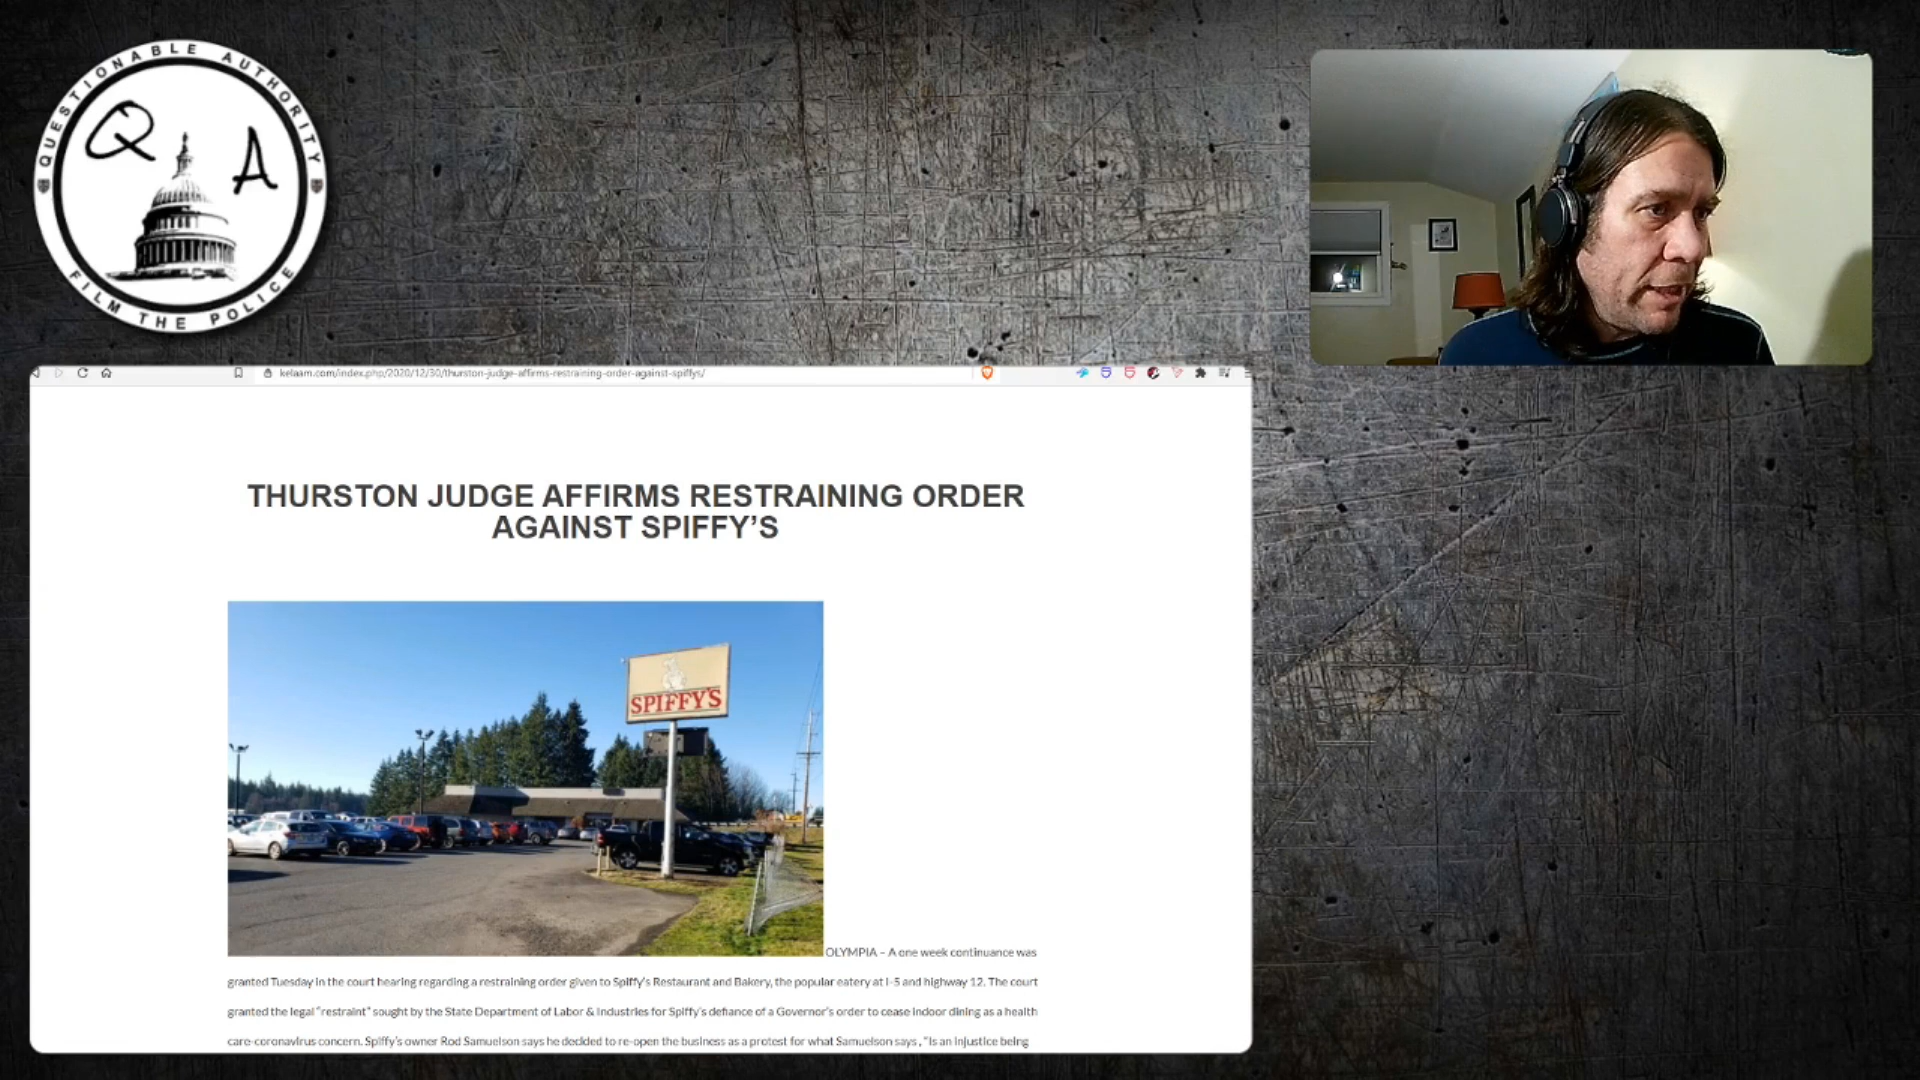 QUESTIONABLE AUTHORITY
Q A
FILM THE POLICE
kelaam.com/index.php/2020/12/30/thurston-judge-affirms-restraining-order-against-spiffys/
THURSTON JUDGE AFFIRMS RESTRAINING ORDER
AGAINST SPIFFY’S
SPIFFY'S
OLYMPIA – A one week continuance was
granted Tuesday in the court hearing regarding a restraining order given to Spiffy’s Restaurant and Bakery, the popular eatery at I-5 and highway 12. The court
granted the legal “restraint” sought by the State Department of Labor & Industries for Spiffy’s defiance of a Governor’s order to cease indoor dining as a health
care-coronavirus concern. Spiffy’s owner Rod Samuelson says he decided to re-open the business as a protest for what Samuelson says, “Is an injustice being